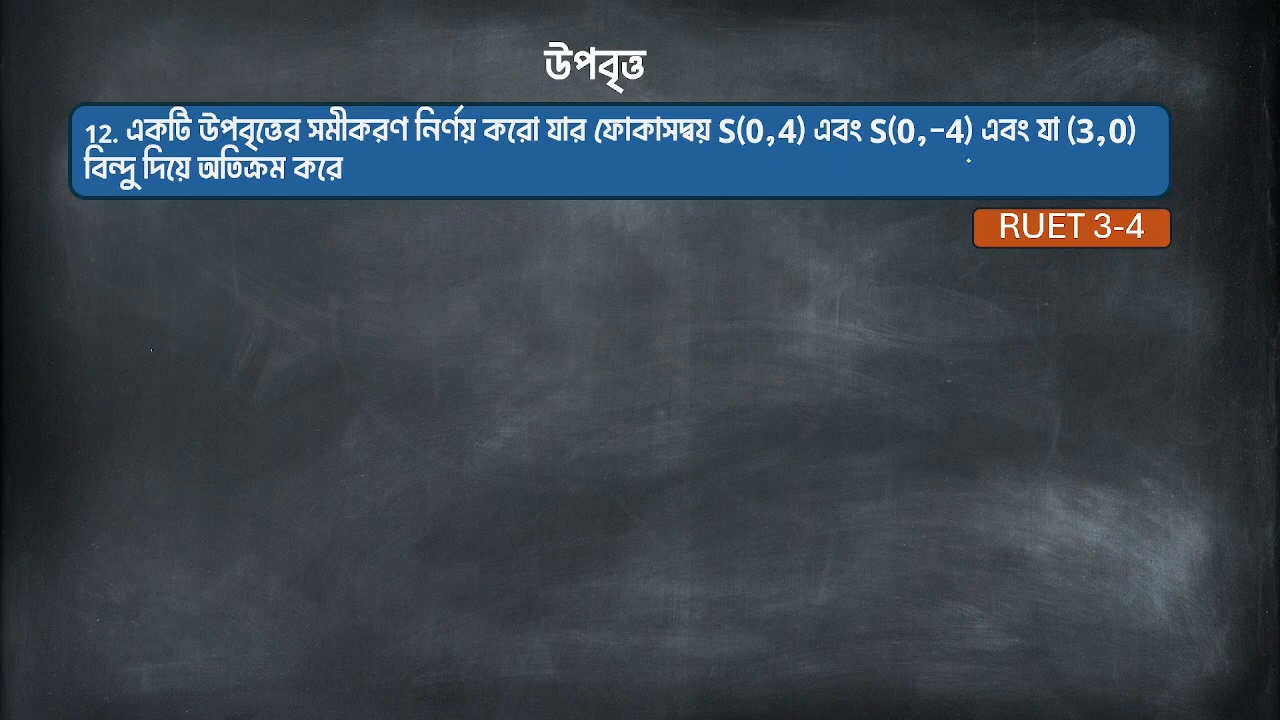 উপবৃত্ত
12. একটি উপবৃত্তের সমীকরণ নির্ণয় করো যার ফোকাসদ্বয় S(0,4) এবং S(0,−4) এবং যা (3,0)
বিন্দু দিয়ে অতিক্রম করে
RUET 3-4